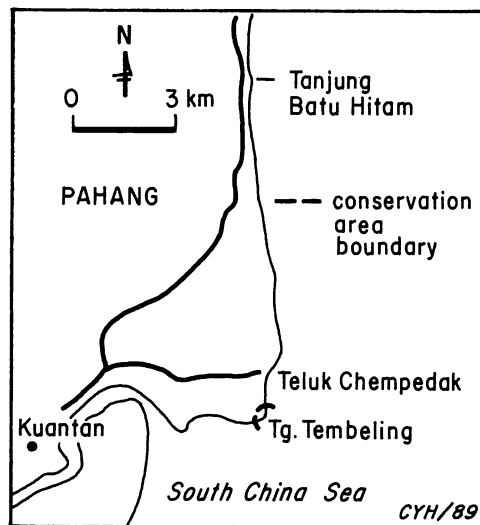 N
0 3 km
Tanjung
Batu Hitam
PAHANG
conservation
area
boundary
Teluk Chempedak
Kuantan
Tg. Tembeling
South China Sea
CYH/89